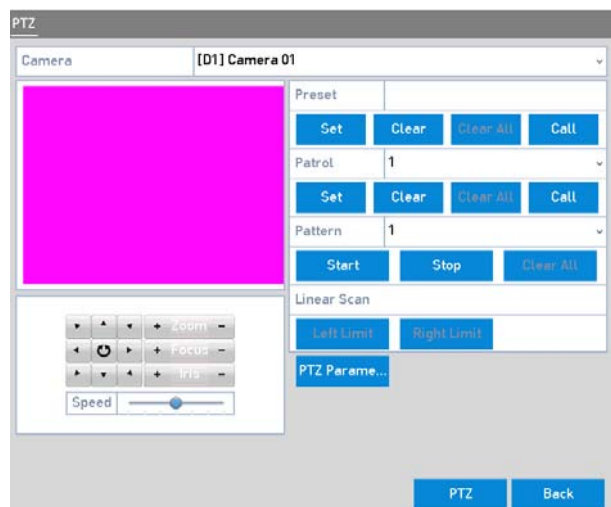 PTZ
Camera [D1] Camera 01
Preset
Set Clear Clear All Call
Patrol 1
Set Clear Clear All Call
Pattern 1
Start Stop Clear All
Linear Scan
Left Limit Right Limit
PTZ Parame...
+ Zoom -
+ Focus -
+ Iris -
Speed
PTZ Back